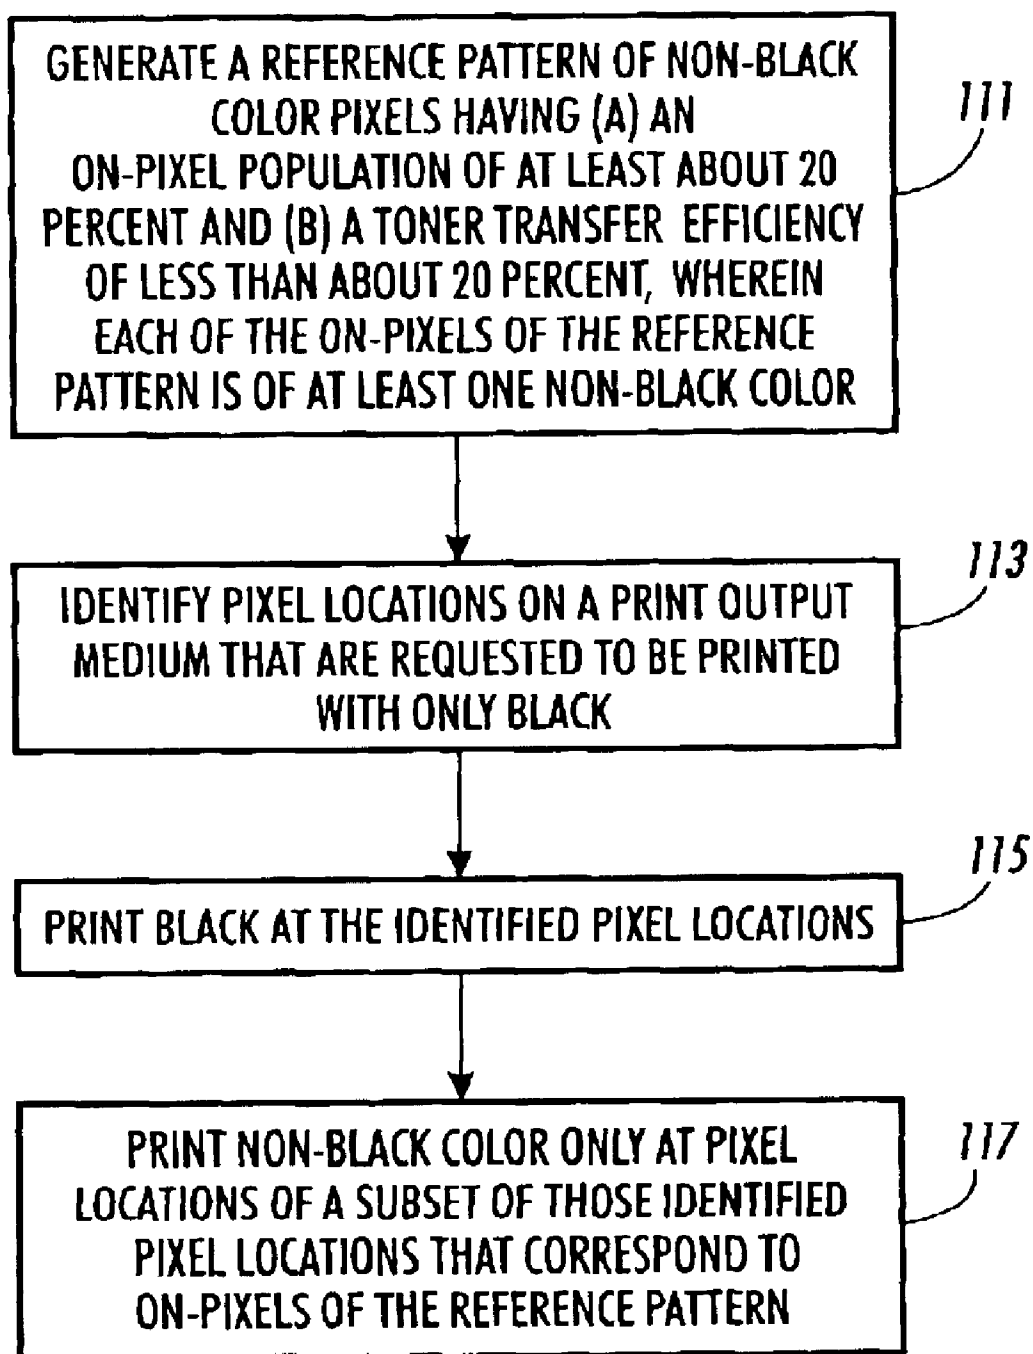 GENERATE A REFERENCE PATTERN OF NON-BLACK
COLOR PIXELS HAVING (A) AN
ON-PIXEL POPULATION OF AT LEAST ABOUT 20
PERCENT AND (B) A TONER TRANSFER EFFICIENCY
OF LESS THAN ABOUT 20 PERCENT, WHEREIN
EACH OF THE ON-PIXELS OF THE REFERENCE
PATTERN IS OF AT LEAST ONE NON-BLACK COLOR
111
IDENTIFY PIXEL LOCATIONS ON A PRINT OUTPUT
MEDIUM THAT ARE REQUESTED TO BE PRINTED
WITH ONLY BLACK
113
PRINT BLACK AT THE IDENTIFIED PIXEL LOCATIONS
115
PRINT NON-BLACK COLOR ONLY AT PIXEL
LOCATIONS OF A SUBSET OF THOSE IDENTIFIED
PIXEL LOCATIONS THAT CORRESPOND TO
ON-PIXELS OF THE REFERENCE PATTERN
117